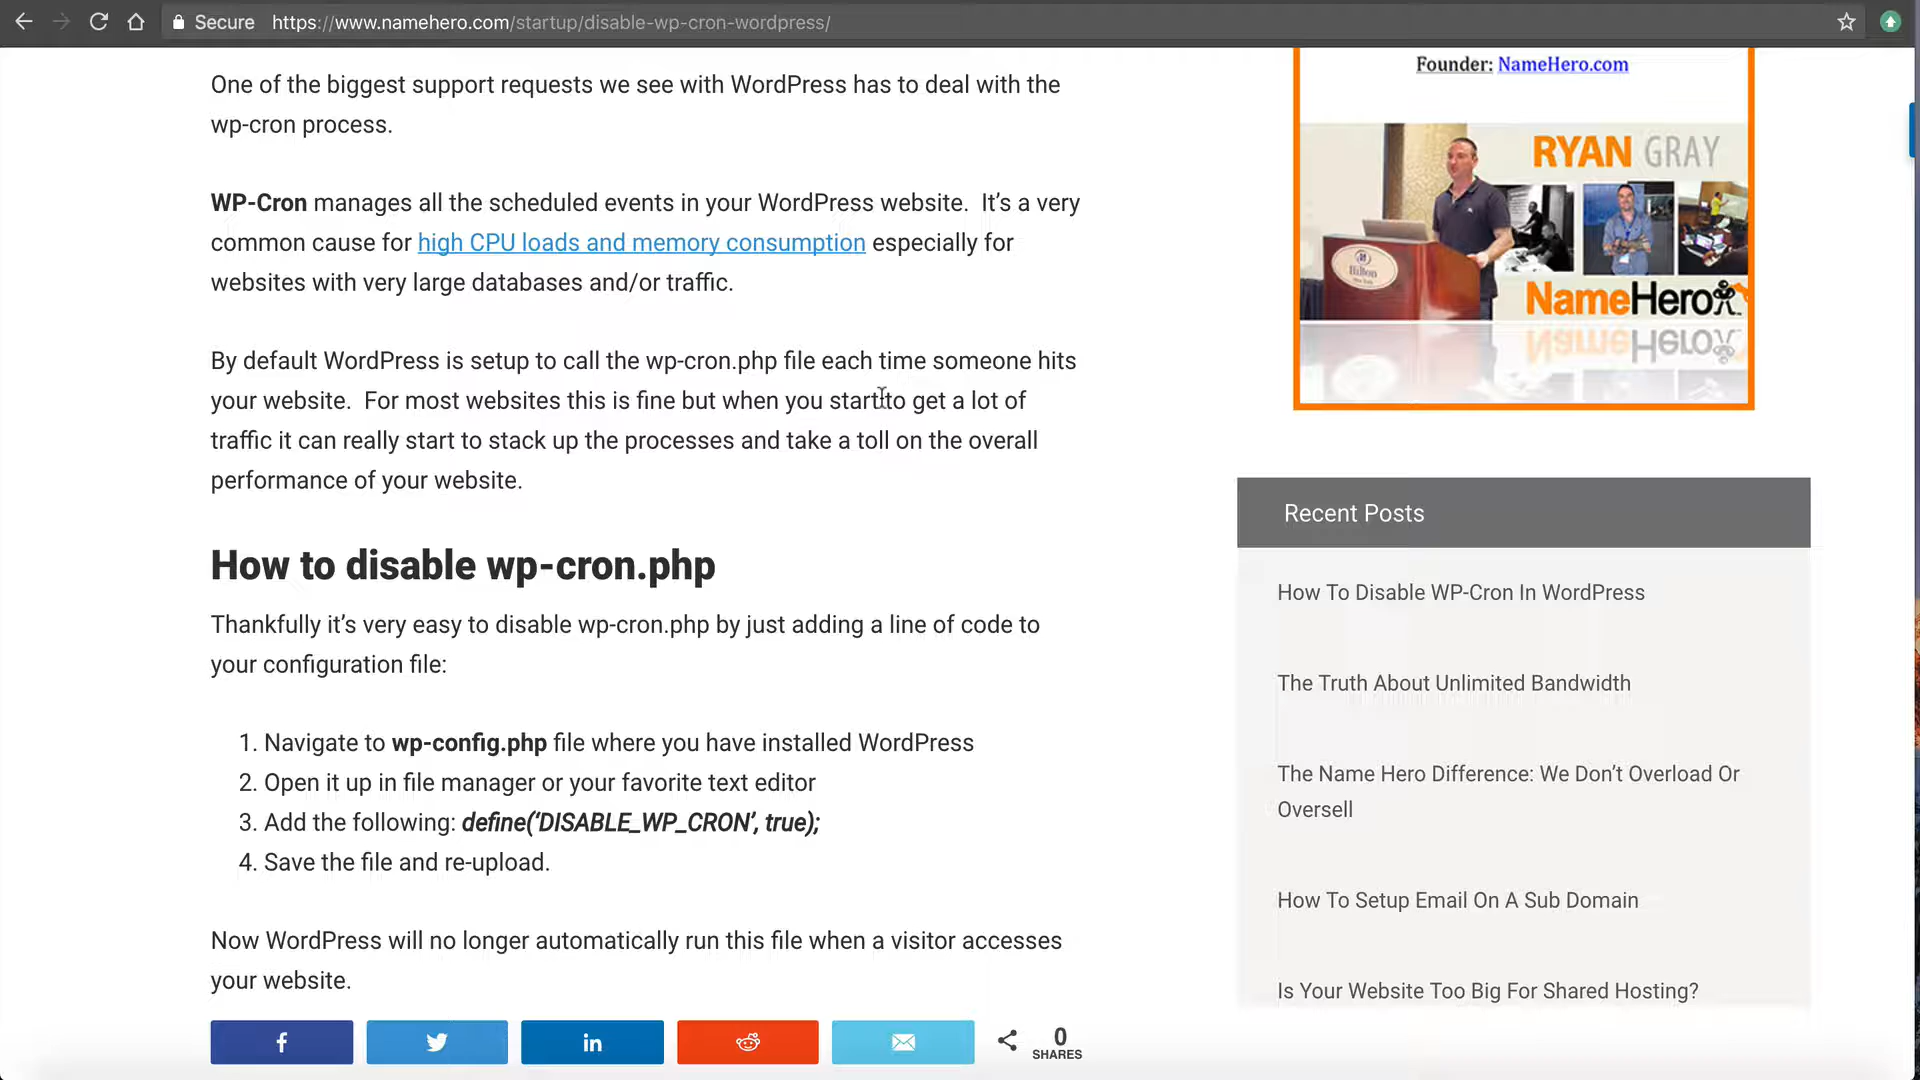 Secure https://www.namehero.com/startup/disable-wp-cron-wordpress/
One of the biggest support requests we see with WordPress has to deal with the
wp-cron process.
WP-Cron manages all the scheduled events in your WordPress website. It’s a very
common cause for high CPU loads and memory consumption especially for
websites with very large databases and/or traffic.
By default WordPress is setup to call the wp-cron.php file each time someone hits
your website. For most websites this is fine but when you start to get a lot of
traffic it can really start to stack up the processes and take a toll on the overall
performance of your website.
How to disable wp-cron.php
Thankfully it’s very easy to disable wp-cron.php by just adding a line of code to
your configuration file:
1. Navigate to wp-config.php file where you have installed WordPress
2. Open it up in file manager or your favorite text editor
3. Add the following: define(‘DISABLE_WP_CRON’, true);
4. Save the file and re-upload.
Now WordPress will no longer automatically run this file when a visitor accesses
your website.
0
SHARES
Founder: NameHero.com
RYAN GRAY
Hilton
NameHero
Recent Posts
How To Disable WP-Cron In WordPress
The Truth About Unlimited Bandwidth
The Name Hero Difference: We Don’t Overload Or
Oversell
How To Setup Email On A Sub Domain
Is Your Website Too Big For Shared Hosting?